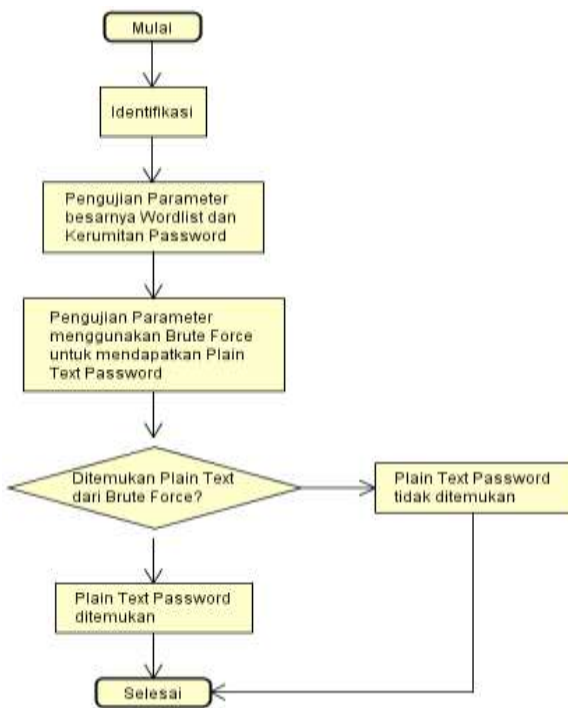 Mulai
Identifikasi
Pengujian Parameter
besarnya Wordlist dan
Kerumitan Password
Pengujian Parameter
menggunakan Brute Force
untuk mendapatkan Plain
Text Password
Ditemukan Plain Text
dari Brute Force?
Plain Text Password
tidak ditemukan
Plain Text Password
ditemukan
Selesai